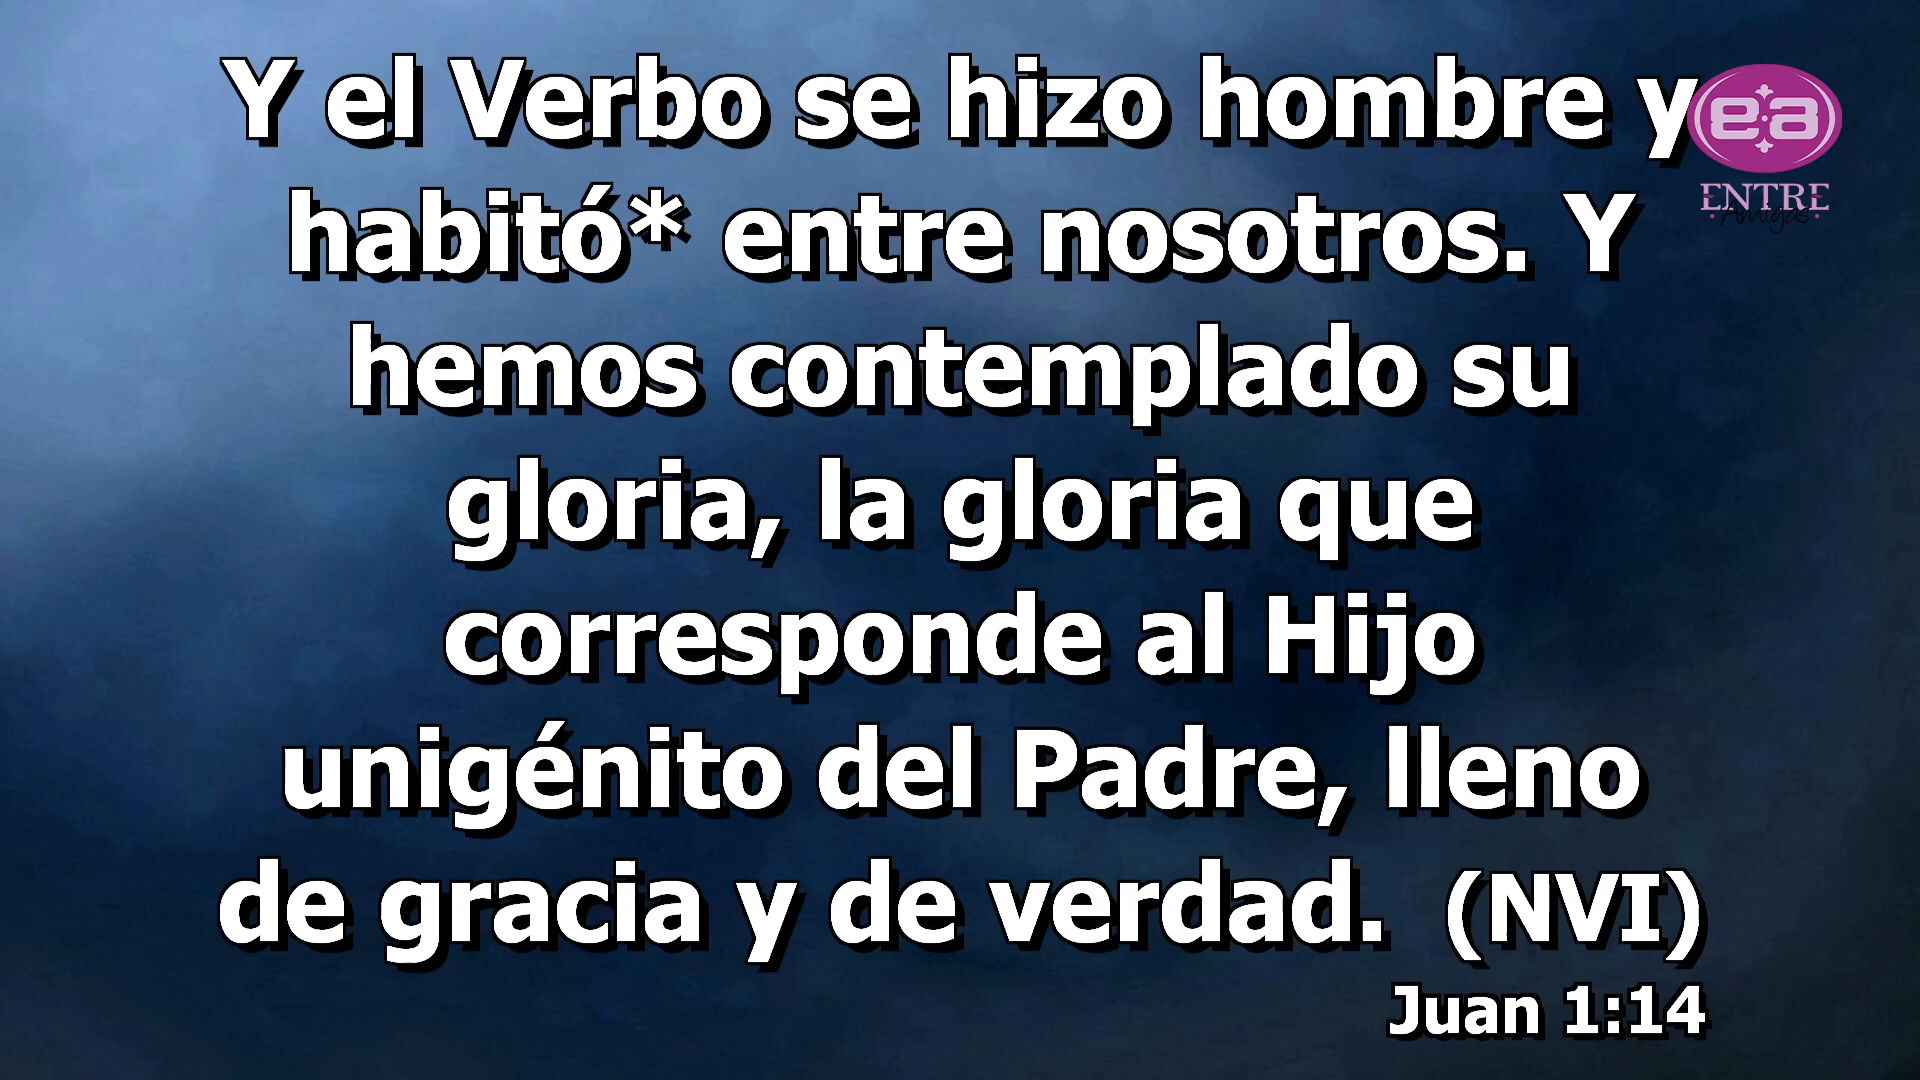 Y el Verbo se hizo hombre y
habitó* entre nosotros. Y
hemos contemplado su
gloria, la gloria que
corresponde al Hijo
unigénito del Padre, lleno
de gracia y de verdad. (NVI)
Juan 1:14
ea
ENTRE
Amigas